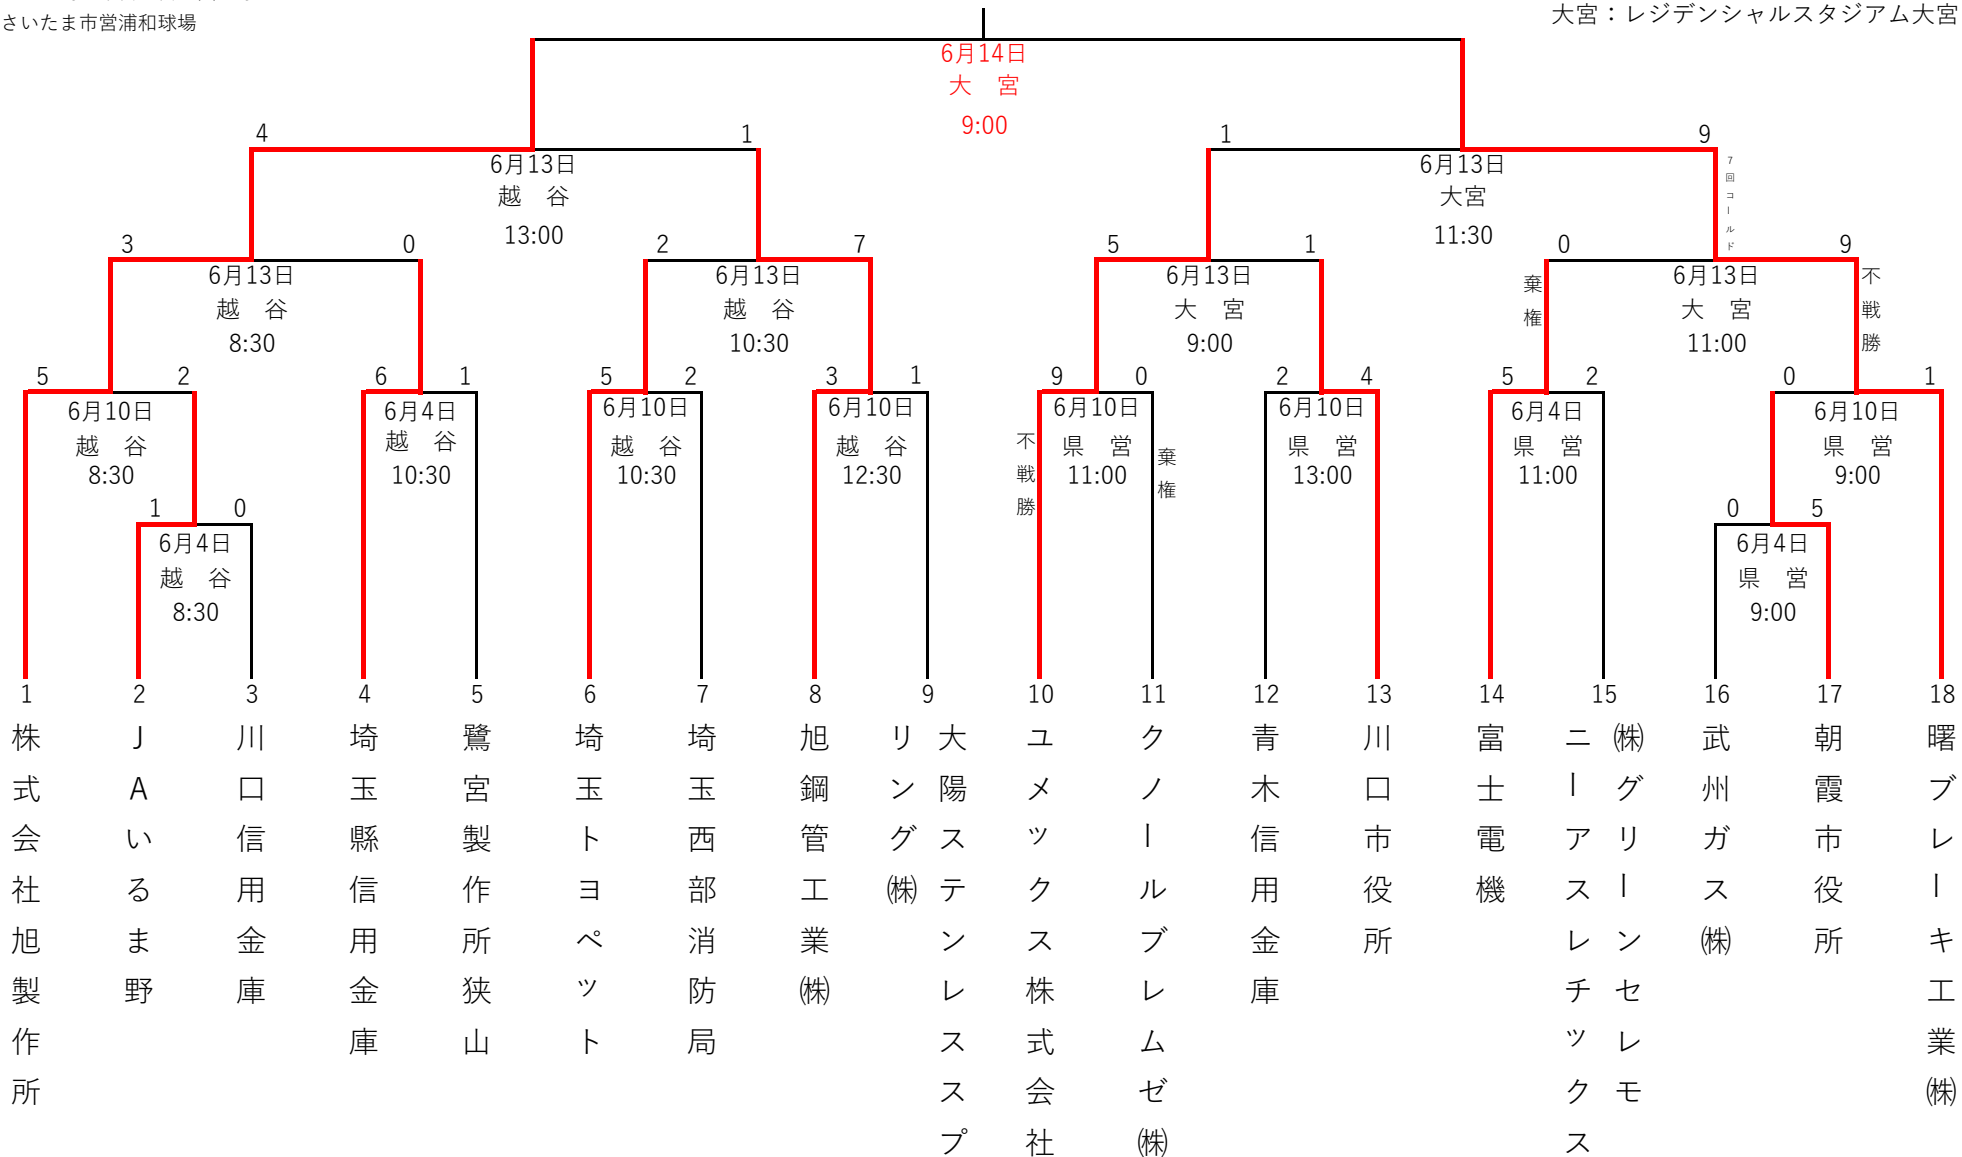 さいたま市営浦和球場
大宮：レジデンシャルスタジアム大宮
6月14日
大　宮
9:00
4
1
6月13日
越　谷
13:00
1
9
6月13日
大宮
11:30
7回コールド
3
0
6月13日
越　谷
8:30
2
7
6月13日
越　谷
10:30
5
1
6月13日
大　宮
9:00
0
9
6月13日
大　宮
11:00
棄権
不戦勝
5
2
6月10日
越　谷
8:30
6
1
6月4日
越　谷
10:30
5
2
6月10日
越　谷
10:30
3
1
6月10日
越　谷
12:30
9
0
6月10日
県　営
11:00
不戦勝
棄権
2
4
6月10日
県　営
13:00
5
2
6月4日
県　営
11:00
0
1
6月10日
県　営
9:00
1
0
6月4日
越　谷
8:30
0
5
6月4日
県　営
9:00
1
株式会社旭製作所
2
JAいるま野
3
川口信用金庫
4
埼玉縣信用金庫
5
鷺宮製作所狭山
6
埼玉トヨペット
7
埼玉西部消防局
8
旭鋼管工業㈱
9
大陽ステンレススプ
リング㈱
10
ユメックス株式会社
11
クノールブレムゼ㈱
12
青木信用金庫
13
川口市役所
14
富士電機
15
㈱グリーンセレモ
ニーアスレチックス
16
武州ガス㈱
17
朝霞市役所
18
曙ブレーキ工業㈱